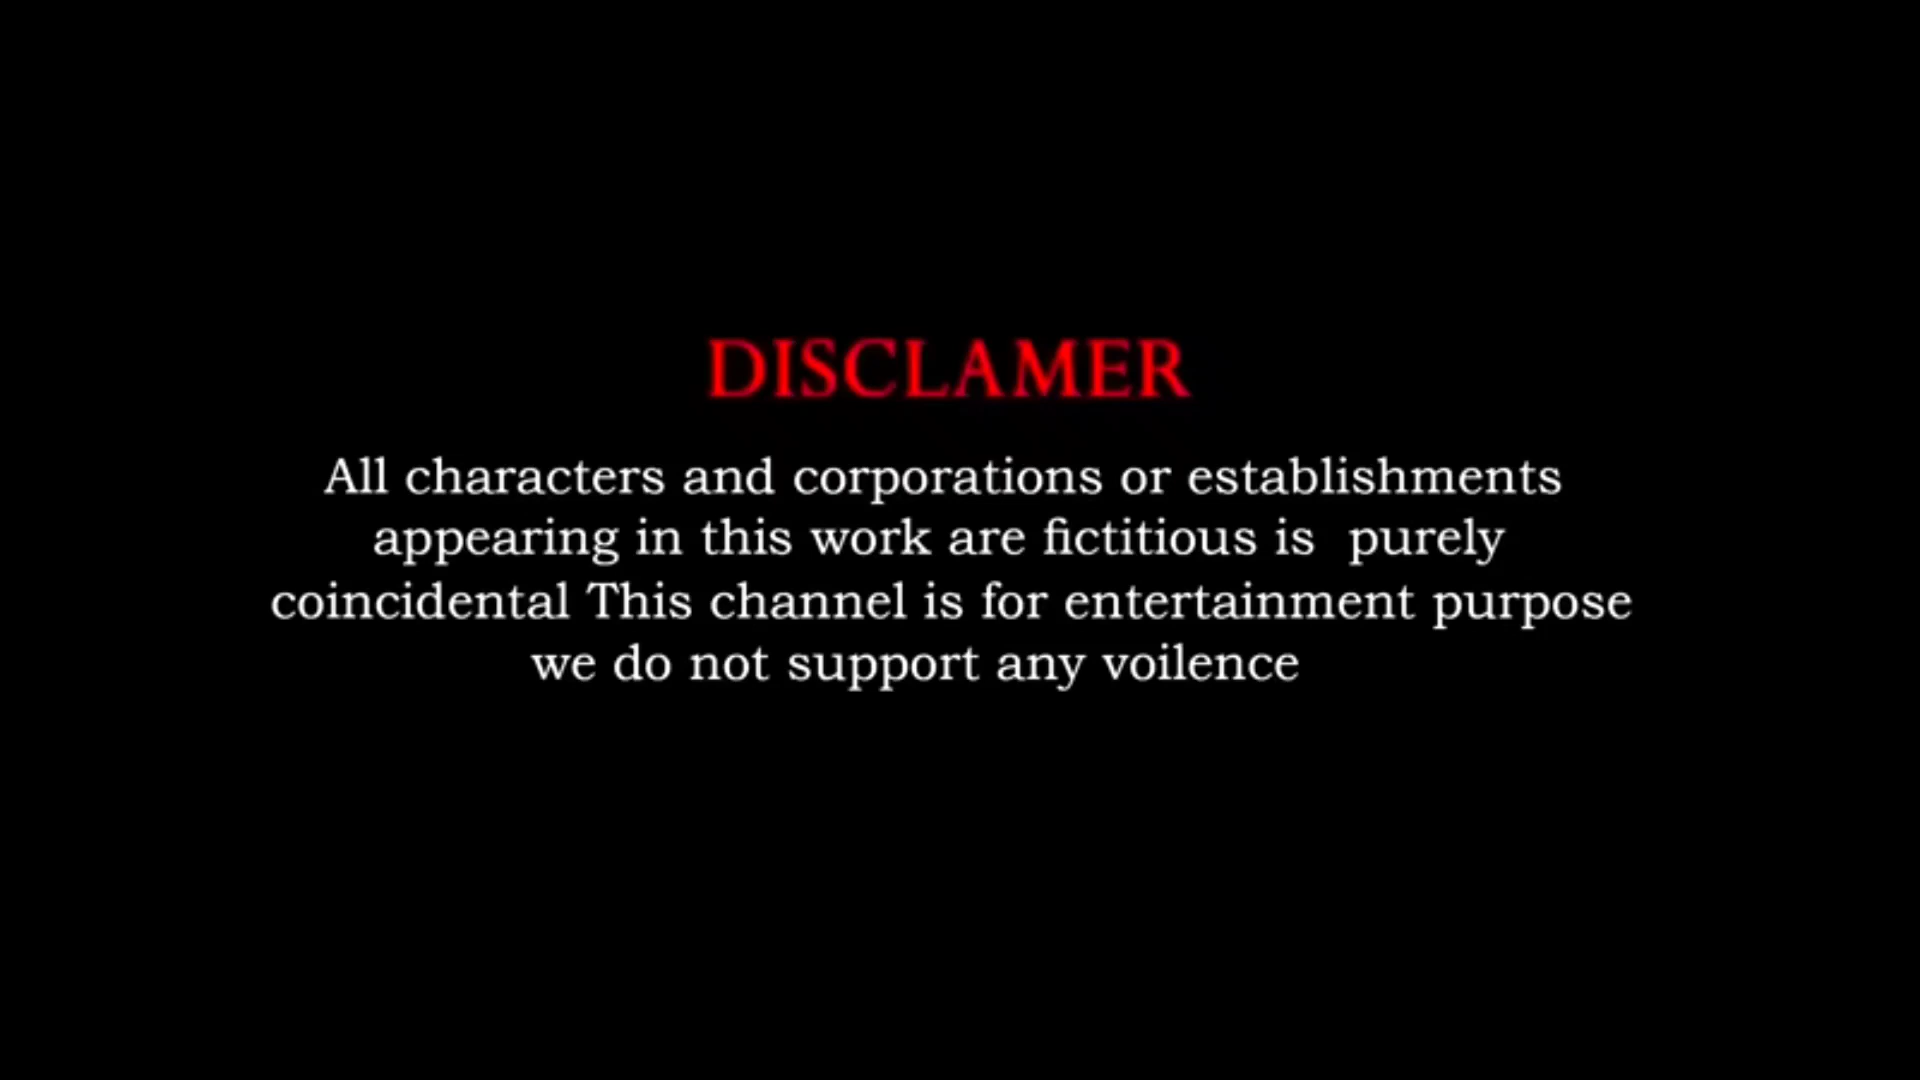 DISCLAMER
All characters and corporations or establishments
appearing in this work are fictitious is  purely
coincidental This channel is for entertainment purpose
we do not support any voilence